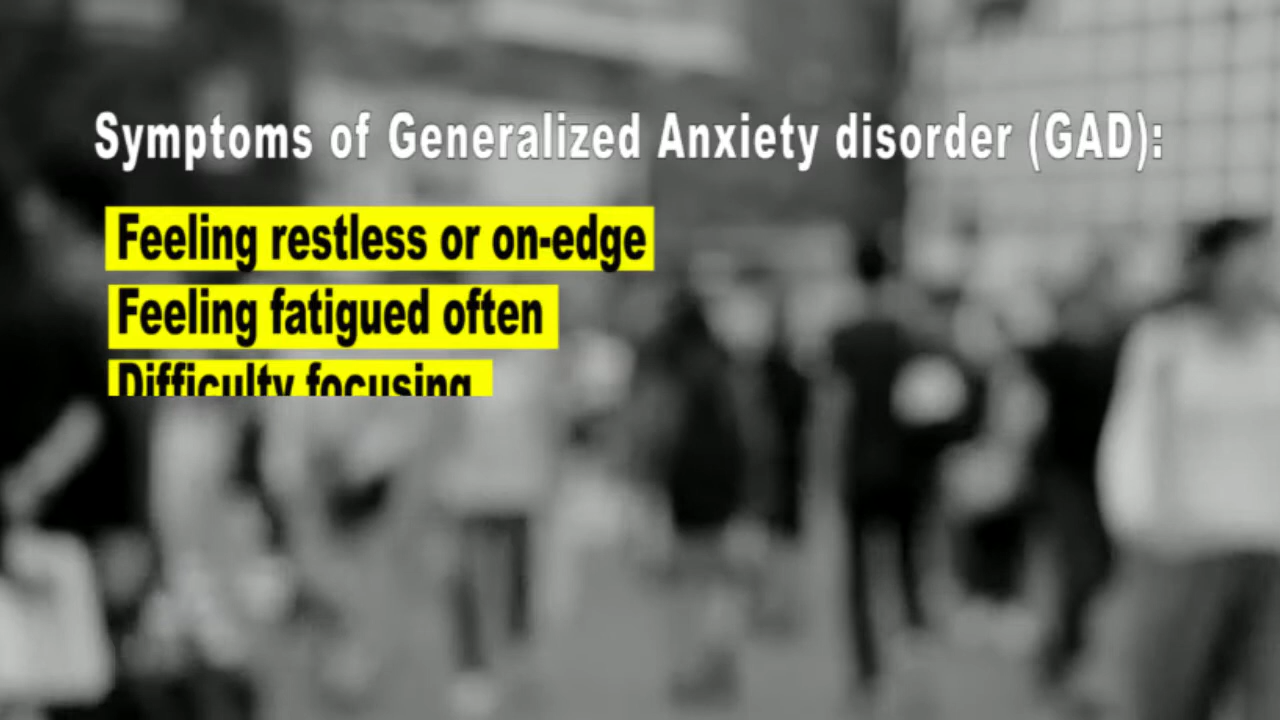 Symptoms of Generalized Anxiety disorder (GAD):
Feeling restless or on-edge
Feeling fatigued often
Difficulty focusing